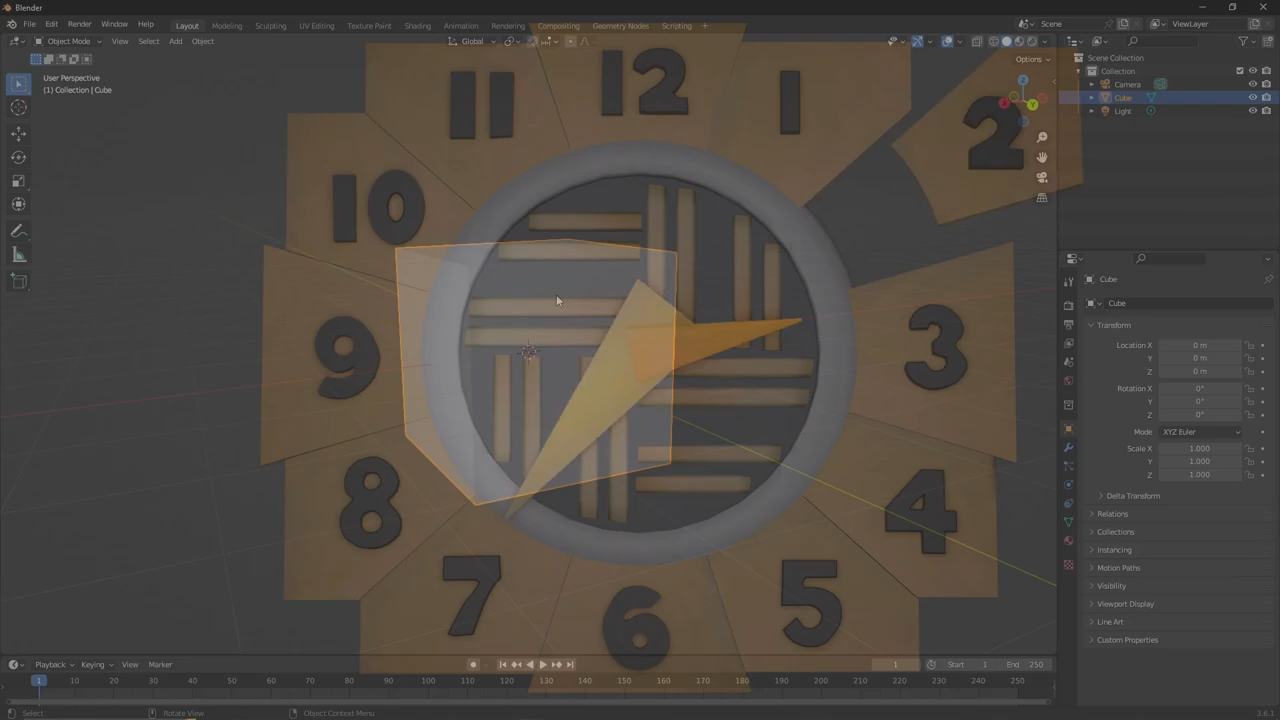 Blender
File Edit Render Window Help
Layout Modeling Sculpting UV Editing Texture Paint Shading Animation Rendering Compositing Geometry Nodes Scripting +
Scene
ViewLayer
Object Mode View Select Add Object
Global
Options
User Perspective
(1) Collection | Cube
Scene Collection
Collection
Camera
Cube
Light
12
11
1
2
10
9
3
8
4
7
5
6
Cube
Cube
Transform
Location X 0 m
Y 0 m
Z 0 m
Rotation X 0°
Y 0°
Z 0°
Mode XYZ Euler
Scale X 1.000
Y 1.000
Z 1.000
Delta Transform
Relations
Collections
Instancing
Motion Paths
Visibility
Viewport Display
Line Art
Custom Properties
Playback Keying View Marker
1
Start 1
End 250
1 10 20 30 40 50 60 70 80 90 100 110 120 130 140 150 160 170 180 190 200 210 220 230 240 250
Select
Rotate View
Object Context Menu
3.6.1